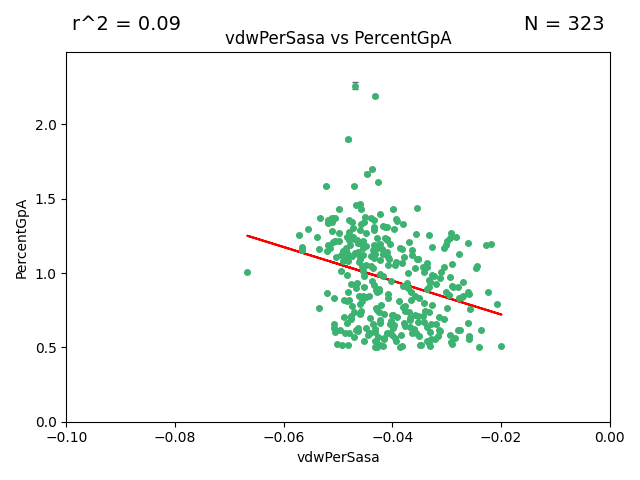 r^2 = 0.09
N = 323
vdwPerSasa vs PercentGpA
PercentGpA
2.0
1.5
1.0
0.5
0.0
−0.10
−0.08
−0.06
−0.04
−0.02
0.00
vdwPerSasa